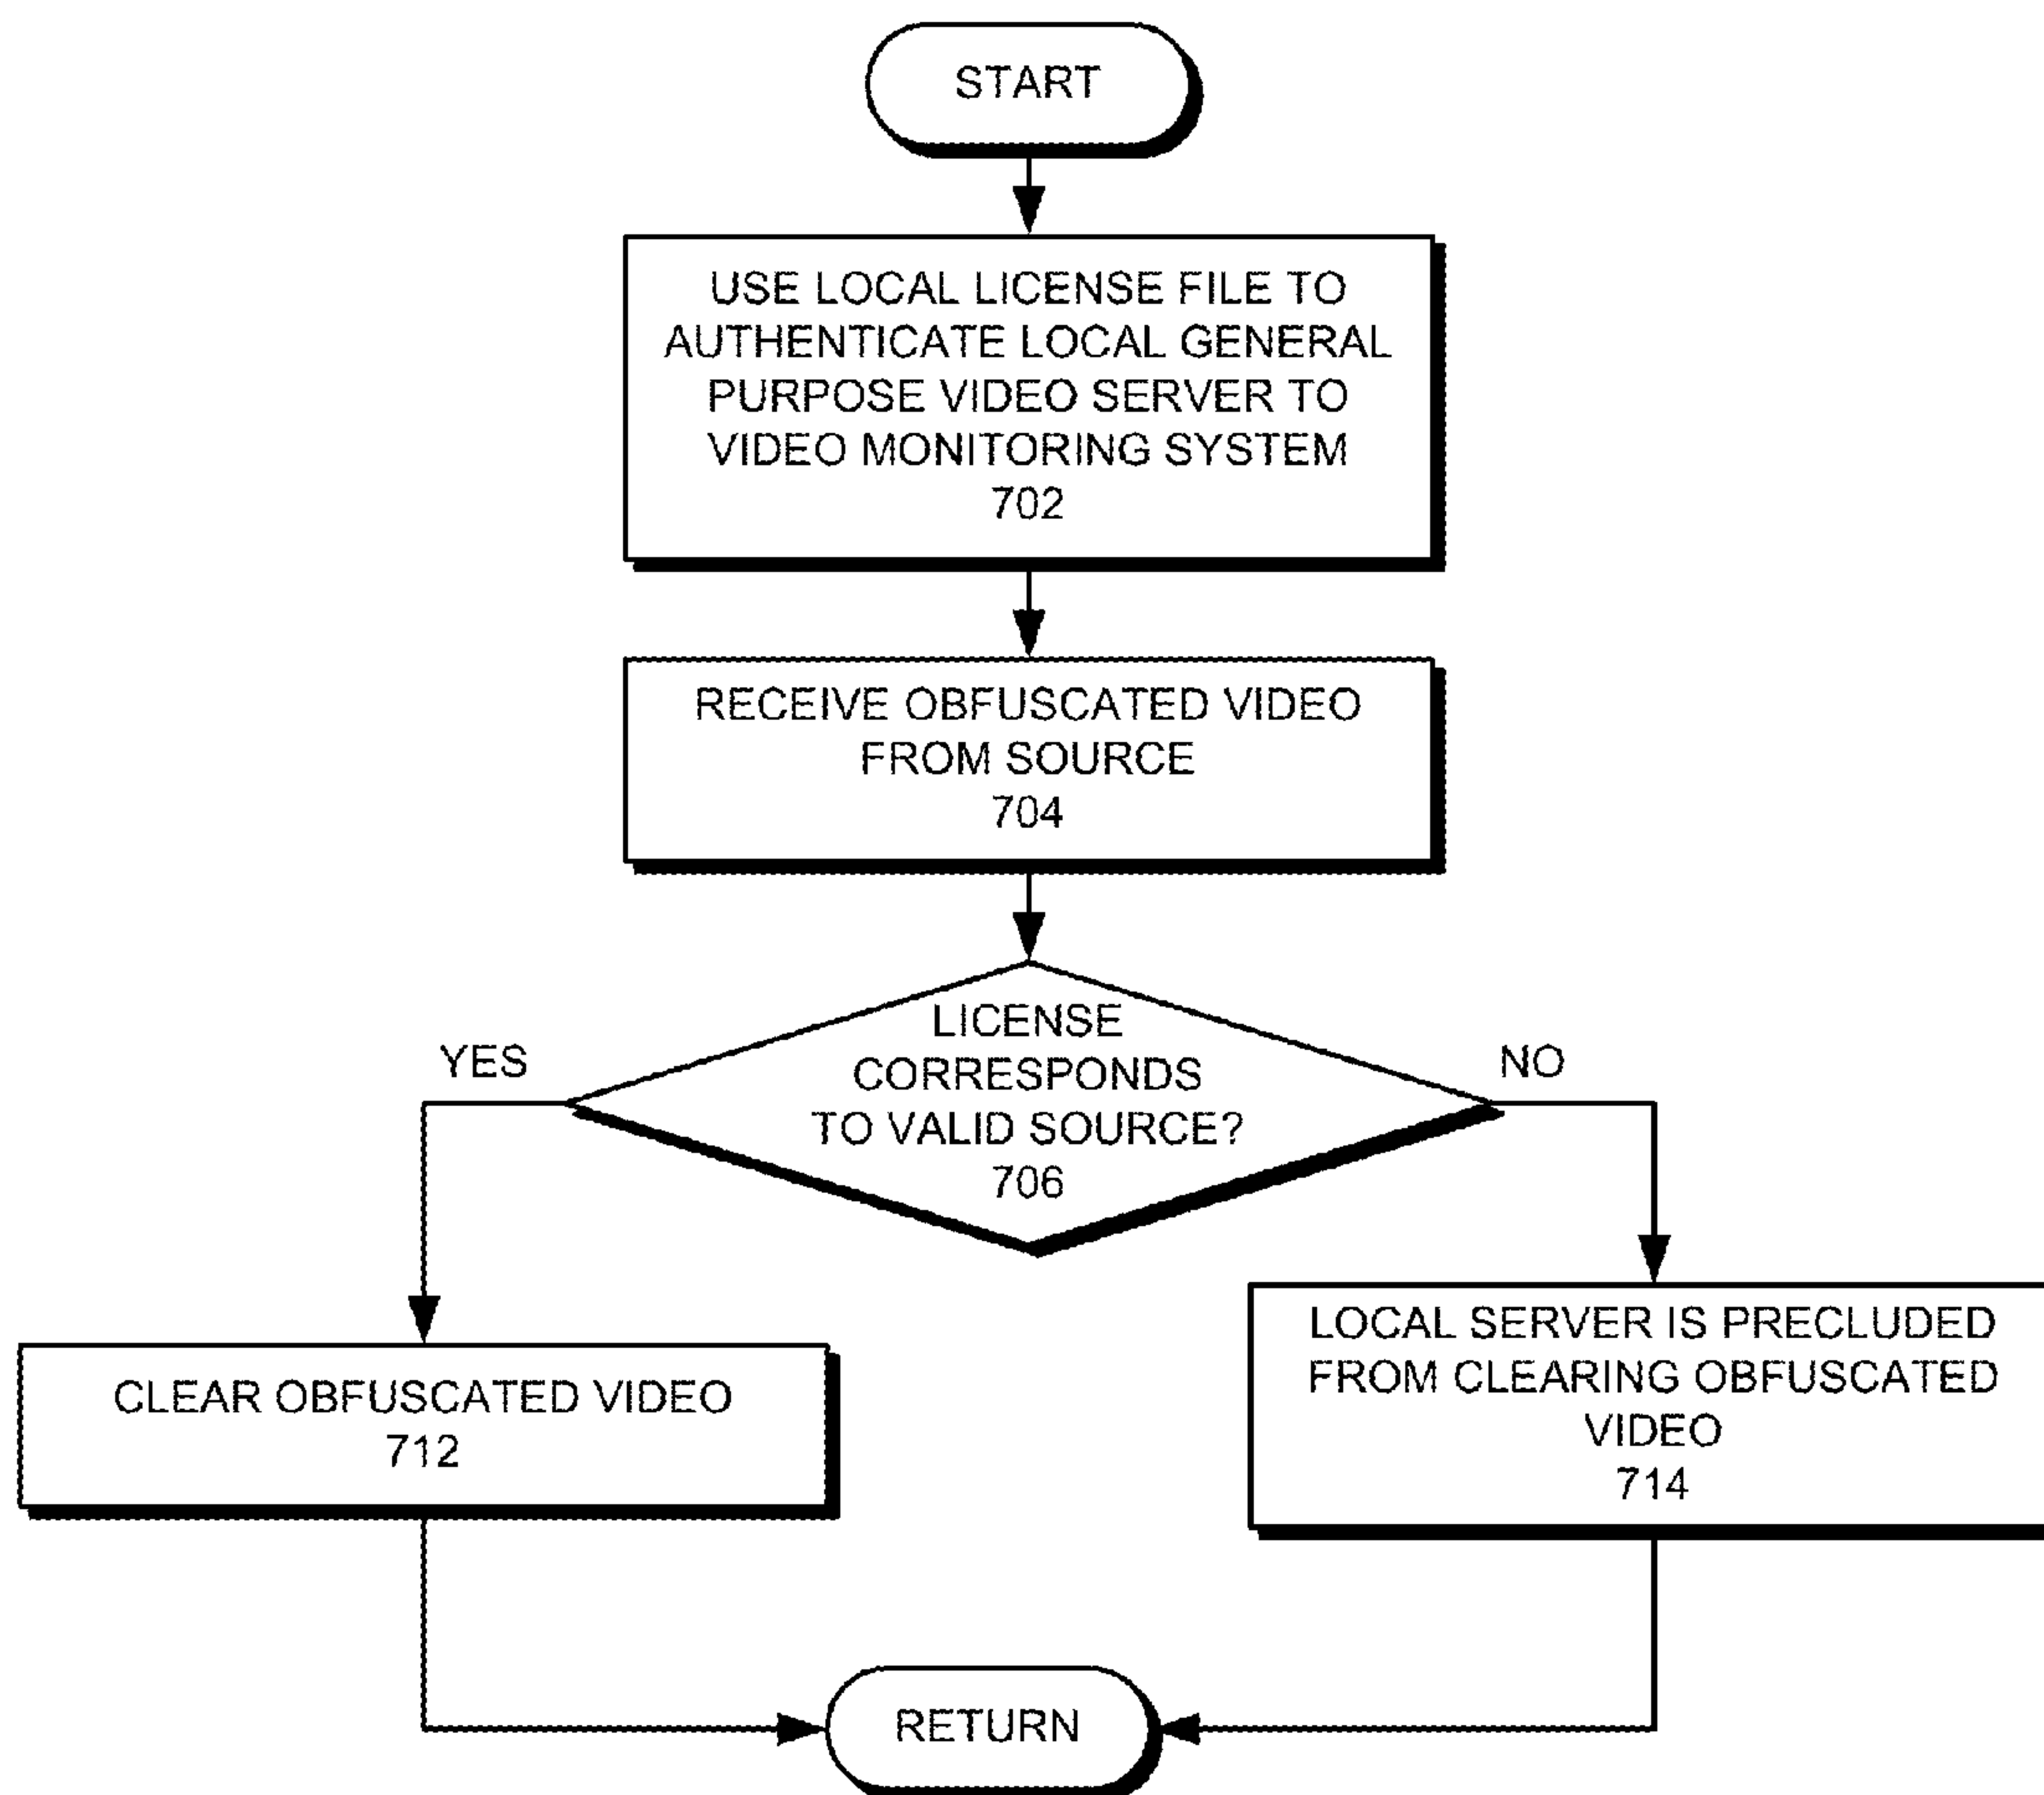 START
USE LOCAL LICENSE FILE TO
AUTHENTICATE LOCAL GENERAL
PURPOSE VIDEO SERVER TO
VIDEO MONITORING SYSTEM
702
RECEIVE OBFUSCATED VIDEO
FROM SOURCE
704
LICENSE
CORRESPONDS
TO VALID SOURCE?
706
YES
NO
CLEAR OBFUSCATED VIDEO
712
LOCAL SERVER IS PRECLUDED
FROM CLEARING OBFUSCATED
VIDEO
714
RETURN